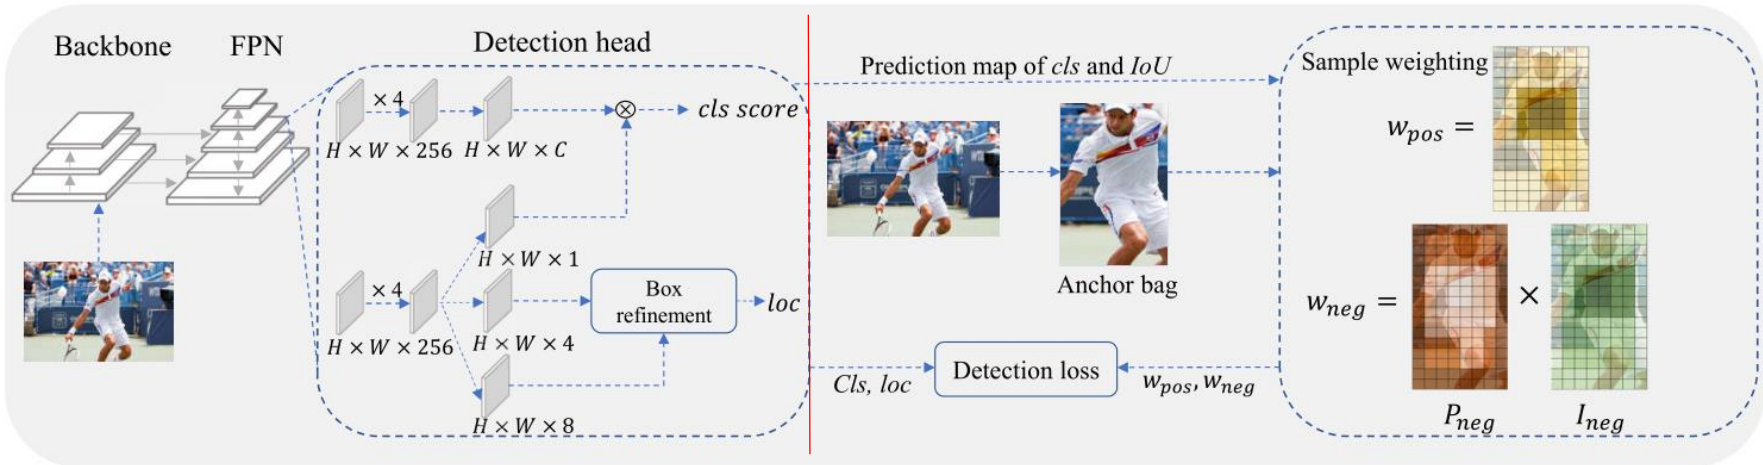 Backbone
FPN
Detection head
× 4
H × W × 256
H × W × C
⊗
cls score
H × W × 1
× 4
H × W × 256
H × W × 4
Box
refinement
loc
H × W × 8
Prediction map of cls and IoU
Anchor bag
Cls, loc
Detection loss
w_pos, w_neg
Sample weighting
w_pos =
w_neg =
×
P_neg
I_neg